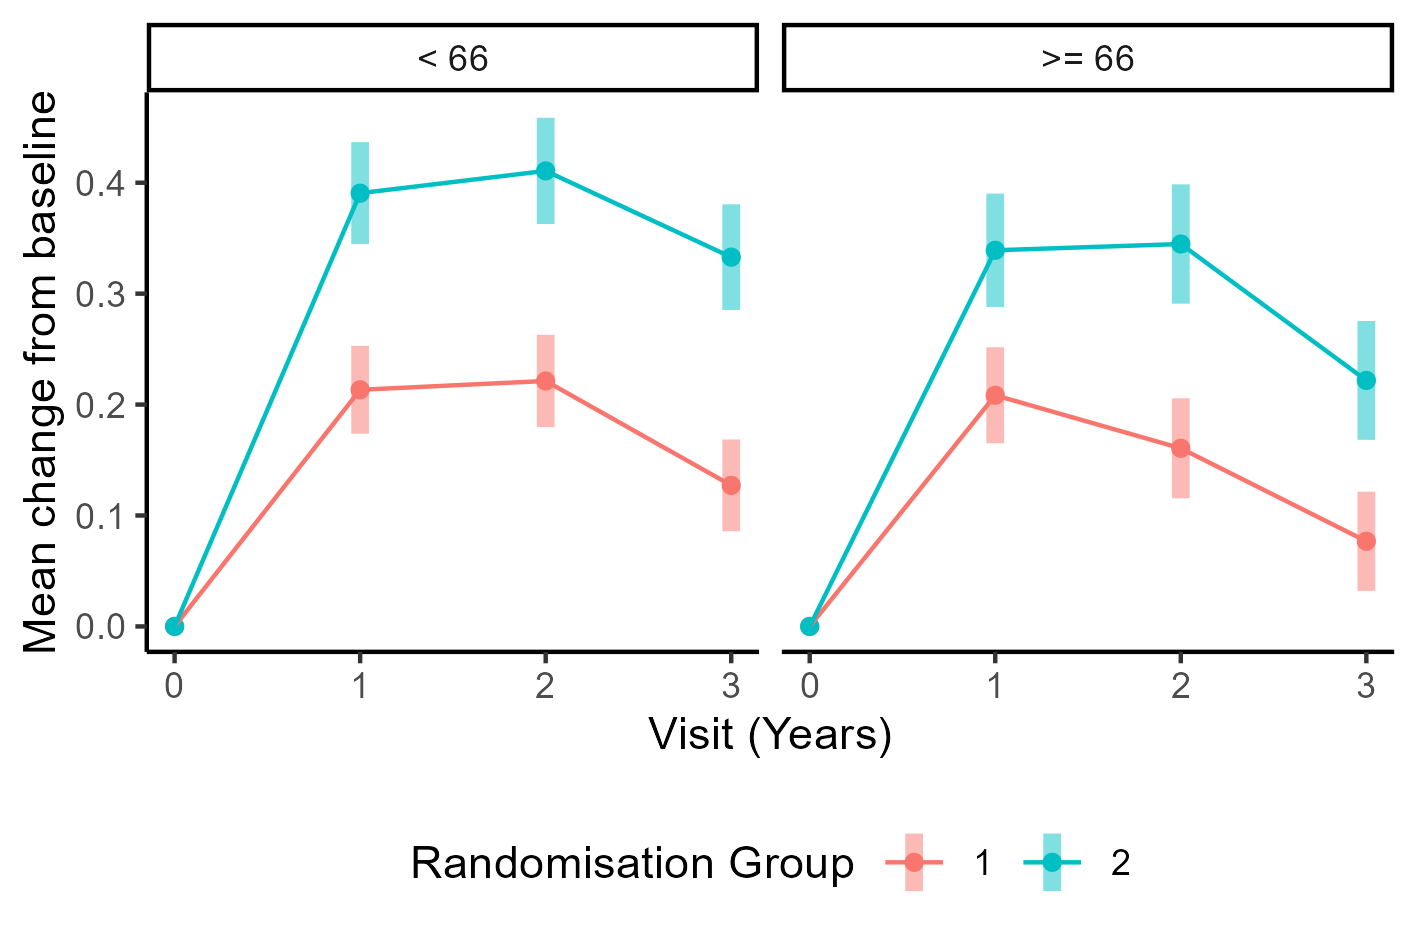 < 66
>= 66
Mean change from baseline
0.4
0.3
0.2
0.1
0.0
0 1 2 3
0 1 2 3
Visit (Years)
Randomisation Group 1 2